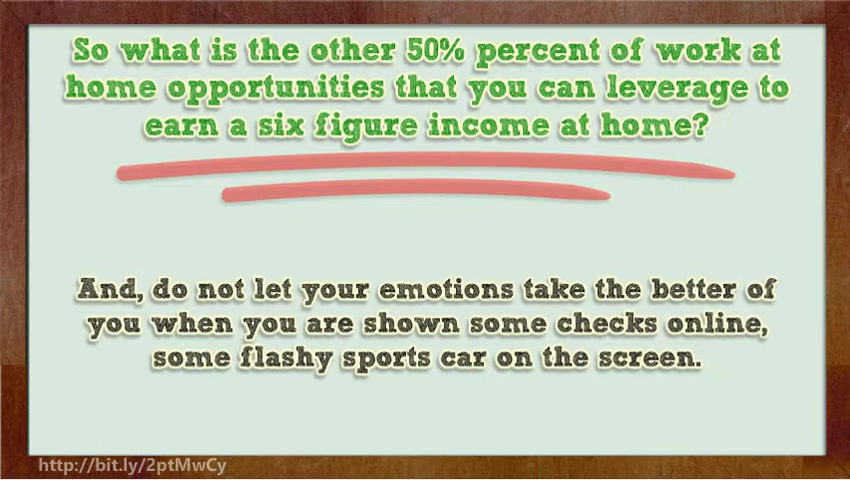 So what is the other 50% percent of work at
home opportunities that you can leverage to
earn a six figure income at home?
And, do not let your emotions take the better of
you when you are shown some checks online,
some flashy sports car on the screen.
http://bit.ly/2ptMwCy